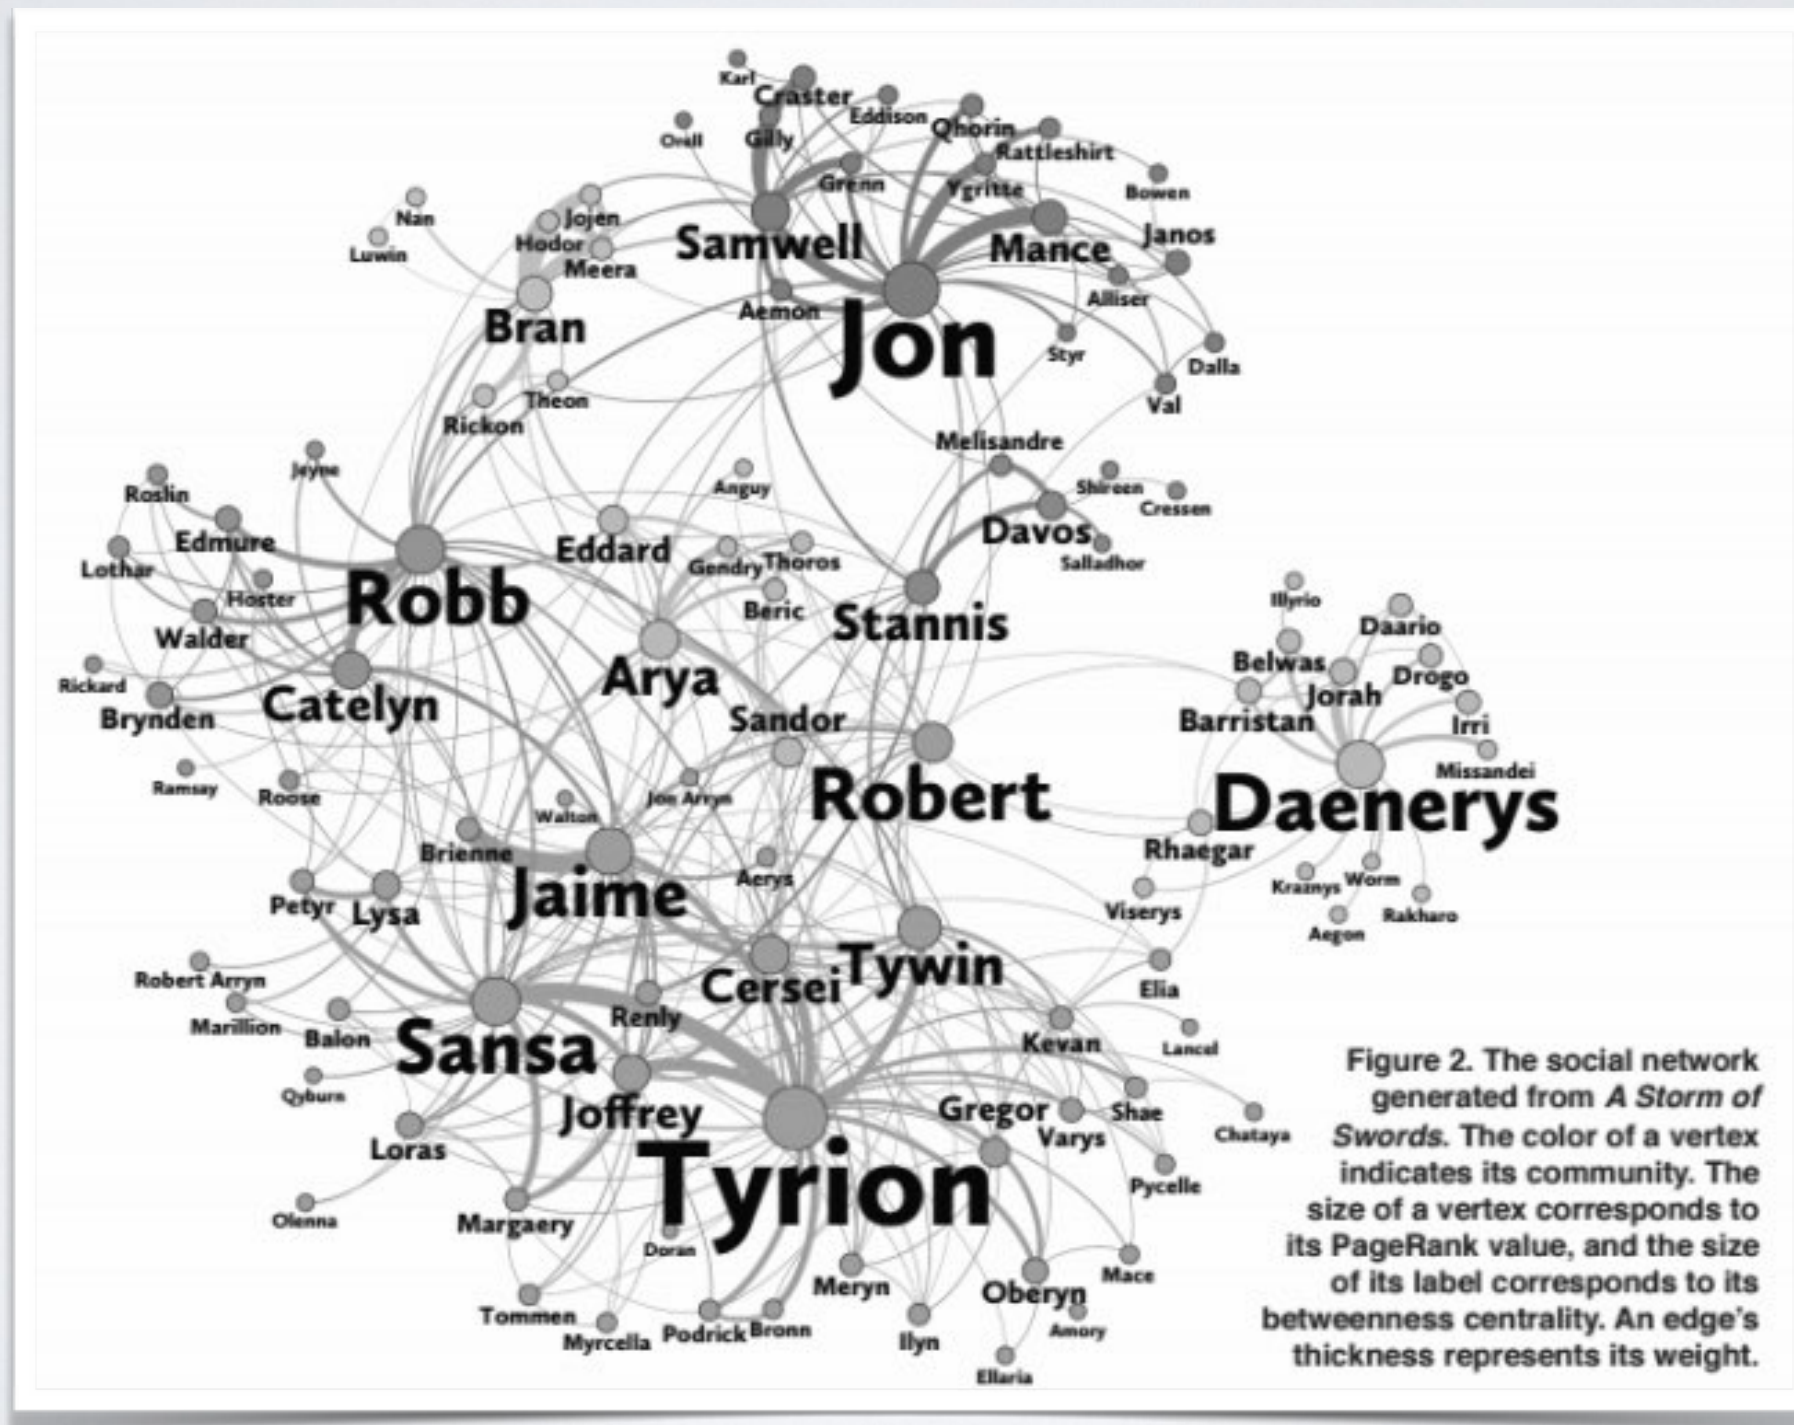 Karl
Craster
Eddison
Qhorin
Orell
Gilly
Rattleshirt
Grenn
Ygritte
Bowen
Nan
Jojen
Luwin
Hodor
Meera
Samwell
Mance
Janos
Aemon
Alliser
Bran
Jon
Styr
Dalla
Theon
Val
Rickon
Melisandre
Jeyne
Roslin
Anguy
Shireen
Cressen
Edmure
Eddard
Davos
Lothar
Gendry
Thoros
Salladhor
Hoster
Robb
Beric
Stannis
Illyrio
Daario
Walder
Belwas
Drogo
Rickard
Catelyn
Arya
Jorah
Brynden
Sandor
Barristan
Irri
Ramsay
Roose
Jon Arryn
Robert
Missandei
Daenerys
Walton
Brienne
Rhaegar
Jaime
Aerys
Kraznys
Worm
Petyr
Lysa
Viserys
Rakharo
Aegon
Robert Arryn
Cersei
Tywin
Elia
Marillion
Balon
Renly
Sansa
Kevan
Lancel
Qyburn
Joffrey
Gregor
Varys
Shae
Chataya
Loras
Tyrion
Pycelle
Olenna
Margaery
Doran
Meryn
Oberyn
Mace
Tommen
Myrcella
Podrick
Bronn
Ilyn
Amory
Ellaria
Figure 2. The social network
generated from A Storm of
Swords. The color of a vertex
indicates its community. The
size of a vertex corresponds to
its PageRank value, and the size
of its label corresponds to its
betweenness centrality. An edge's
thickness represents its weight.